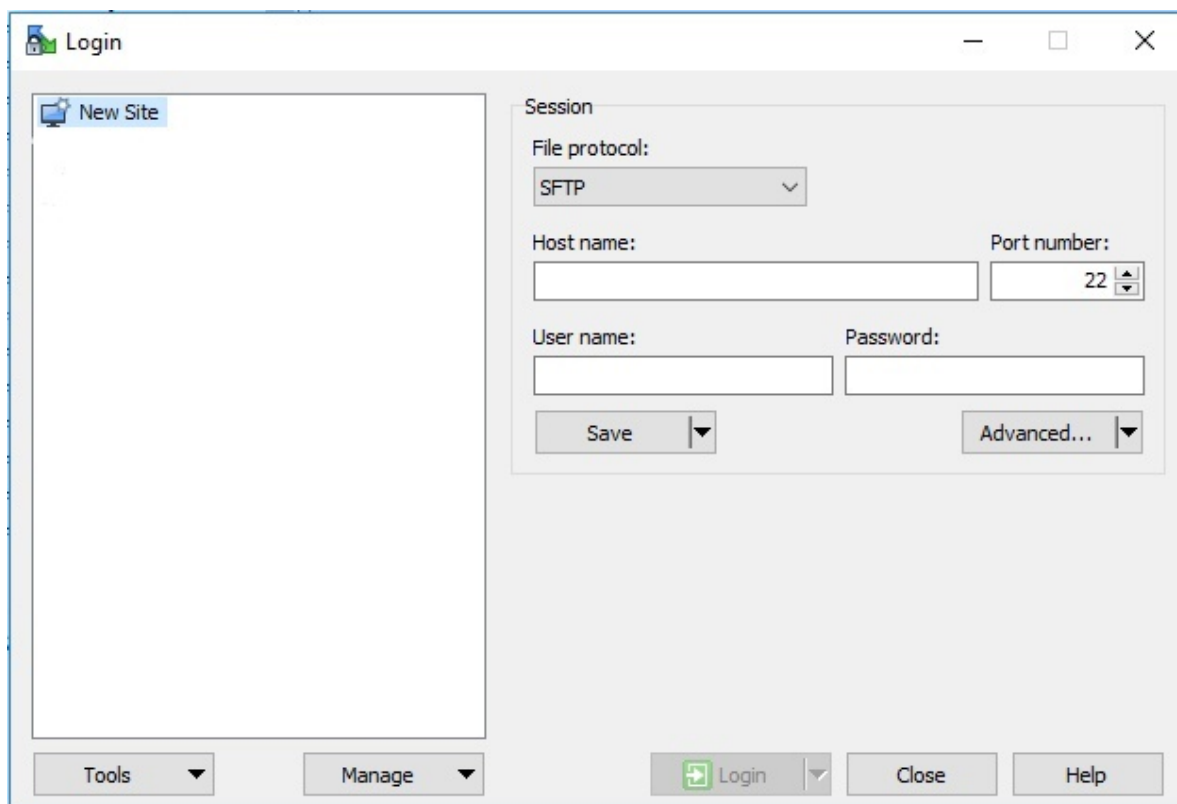 Login
New Site
Session
File protocol:
SFTP
Host name: Port number:
22
User name: Password:
Save Advanced...
Tools Manage Login Close Help